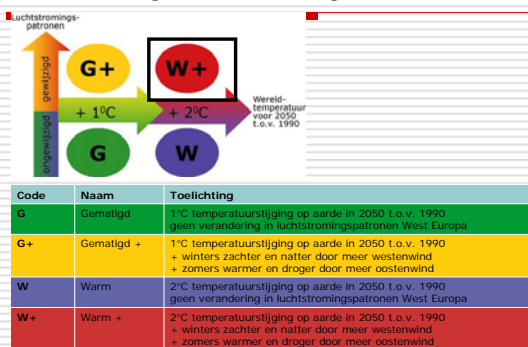 Luchtstromings-
patronen
gewijzigd
ongewijzigd
G+
W+
+ 1°C
+ 2°C
Wereld-
temperatuur
voor 2050
t.o.v. 1990
G
W
Code Naam Toelichting
G Gematigd 1°C temperatuurstijging op aarde in 2050 t.o.v. 1990
geen verandering in luchtstromingspatronen West Europa
G+ Gematigd + 1°C temperatuurstijging op aarde in 2050 t.o.v. 1990
+ winters zachter en natter door meer westenwind
+ zomers warmer en droger door meer oostenwind
W Warm 2°C temperatuurstijging op aarde in 2050 t.o.v. 1990
geen verandering in luchtstromingspatronen West Europa
W+ Warm + 2°C temperatuurstijging op aarde in 2050 t.o.v. 1990
+ winters zachter en natter door meer westenwind
+ zomers warmer en droger door meer oostenwind